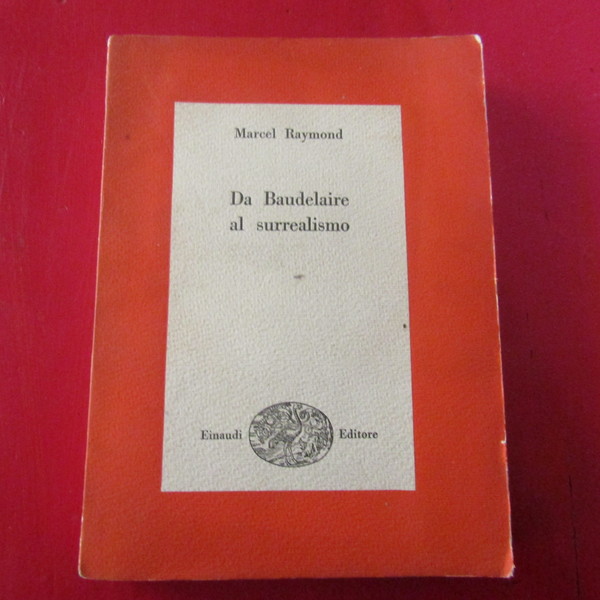 Marcel Raymond
Da Baudelaire
al surrealismo
Einaudi Editore